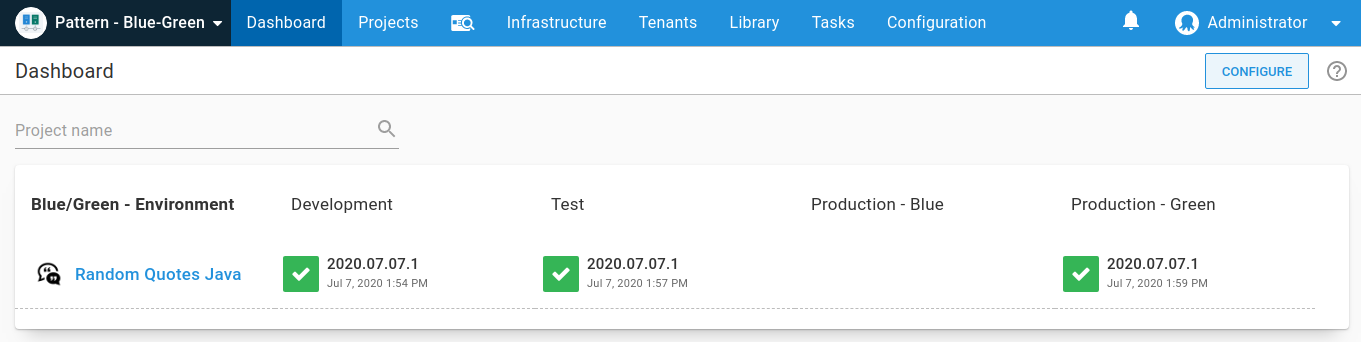 Pattern - Blue-Green Dashboard Projects Infrastructure Tenants Library Tasks Configuration Administrator
Dashboard CONFIGURE ?
Project name
Blue/Green - Environment Development Test Production - Blue Production - Green
Random Quotes Java 2020.07.07.1 2020.07.07.1 2020.07.07.1
Jul 7, 2020 1:54 PM Jul 7, 2020 1:57 PM Jul 7, 2020 1:59 PM